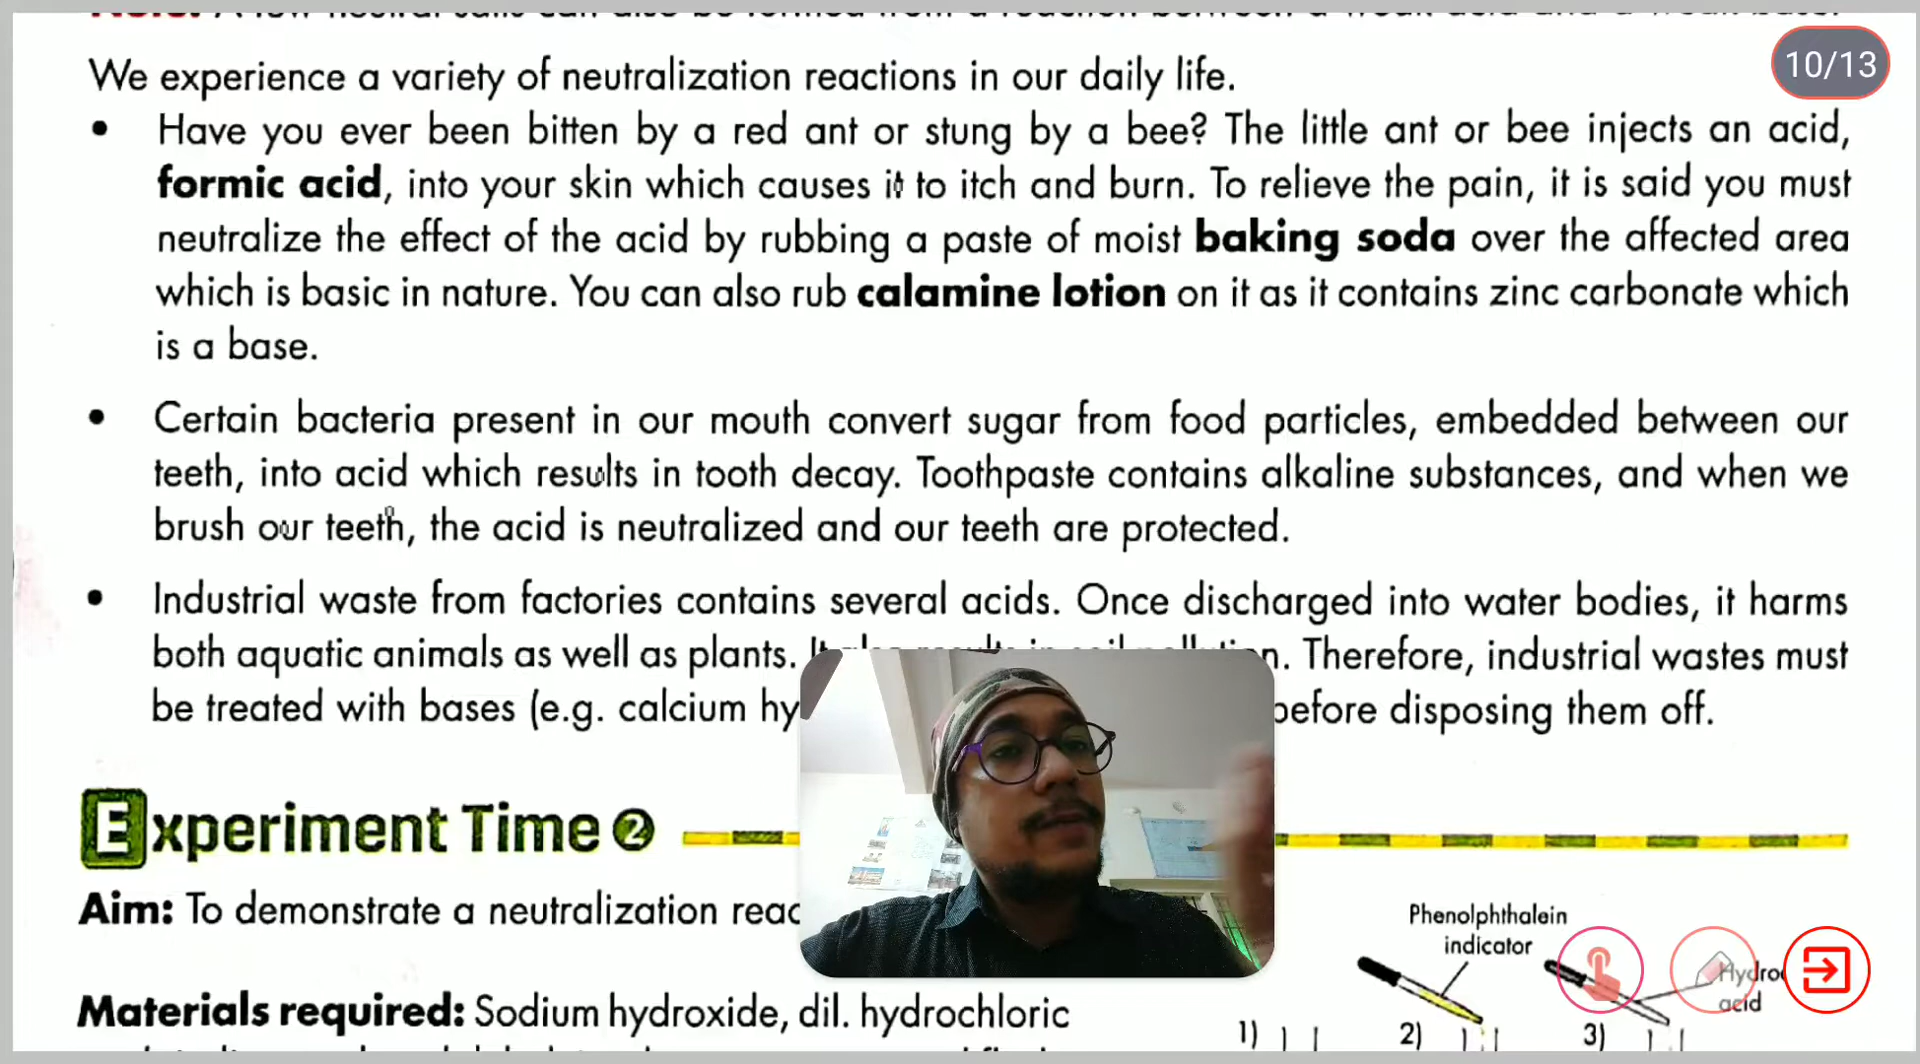 We experience a variety of neutralization reactions in our daily life.
10/13
• Have you ever been bitten by a red ant or stung by a bee? The little ant or bee injects an acid,
formic acid, into your skin which causes it to itch and burn. To relieve the pain, it is said you must
neutralize the effect of the acid by rubbing a paste of moist baking soda over the affected area
which is basic in nature. You can also rub calamine lotion on it as it contains zinc carbonate which
is a base.
• Certain bacteria present in our mouth convert sugar from food particles, embedded between our
teeth, into acid which results in tooth decay. Toothpaste contains alkaline substances, and when we
brush our teeth, the acid is neutralized and our teeth are protected.
• Industrial waste from factories contains several acids. Once discharged into water bodies, it harms
both aquatic animals as well as plants. Therefore, industrial wastes must
be treated with bases (e.g. calcium hy before disposing them off.
Experiment Time 2
Aim: To demonstrate a neutralization reac
Phenolphthalein
indicator
Hydroc
acid
Materials required: Sodium hydroxide, dil. hydrochloric
1) 2) 3)